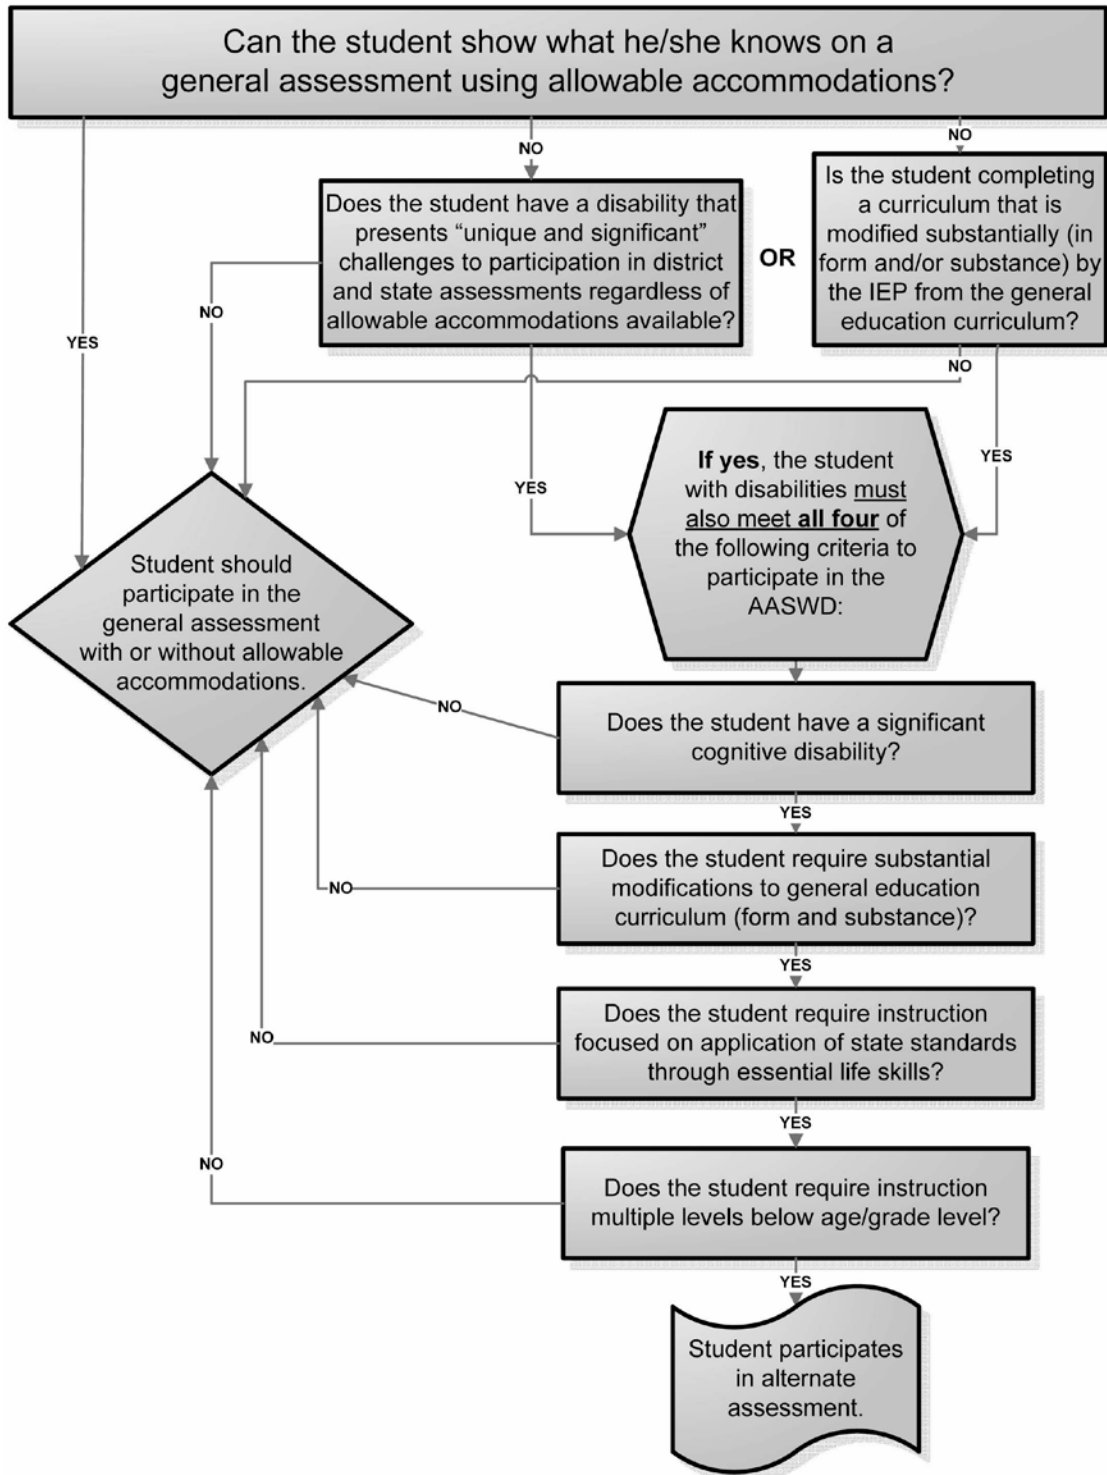 Can the student show what he/she knows on a
general assessment using allowable accommodations?
NO
NO
Does the student have a disability that
presents “unique and significant”
challenges to participation in district
and state assessments regardless of
allowable accommodations available?
OR
Is the student completing
a curriculum that is
modified substantially (in
form and/or substance) by
the IEP from the general
education curriculum?
NO
YES
NO
YES
YES
If yes, the student
with disabilities must
also meet all four of
the following criteria to
participate in the
AASWD:
Student should
participate in the
general assessment
with or without allowable
accommodations.
NO
Does the student have a significant
cognitive disability?
YES
NO
Does the student require substantial
modifications to general education
curriculum (form and substance)?
YES
NO
Does the student require instruction
focused on application of state standards
through essential life skills?
YES
NO
Does the student require instruction
multiple levels below age/grade level?
YES
Student participates
in alternate
assessment.